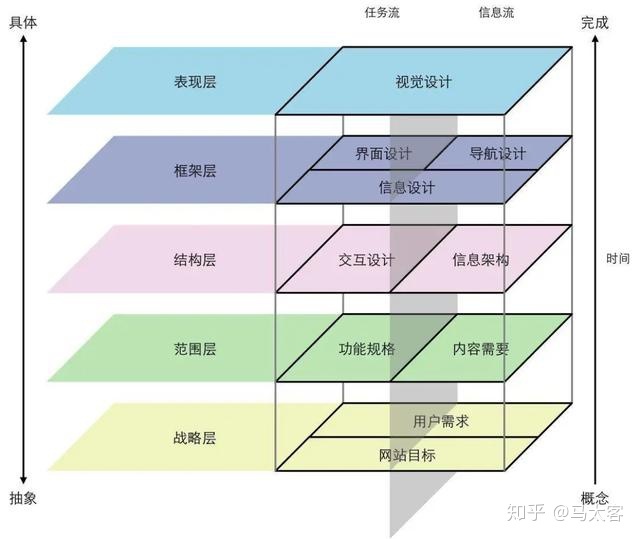 任务流
信息流
具体
完成
表现层
视觉设计
框架层
界面设计
导航设计
信息设计
结构层
交互设计
信息架构
时间
范围层
功能规格
内容需要
战略层
用户需求
网站目标
抽象
概念
知乎 @马太客